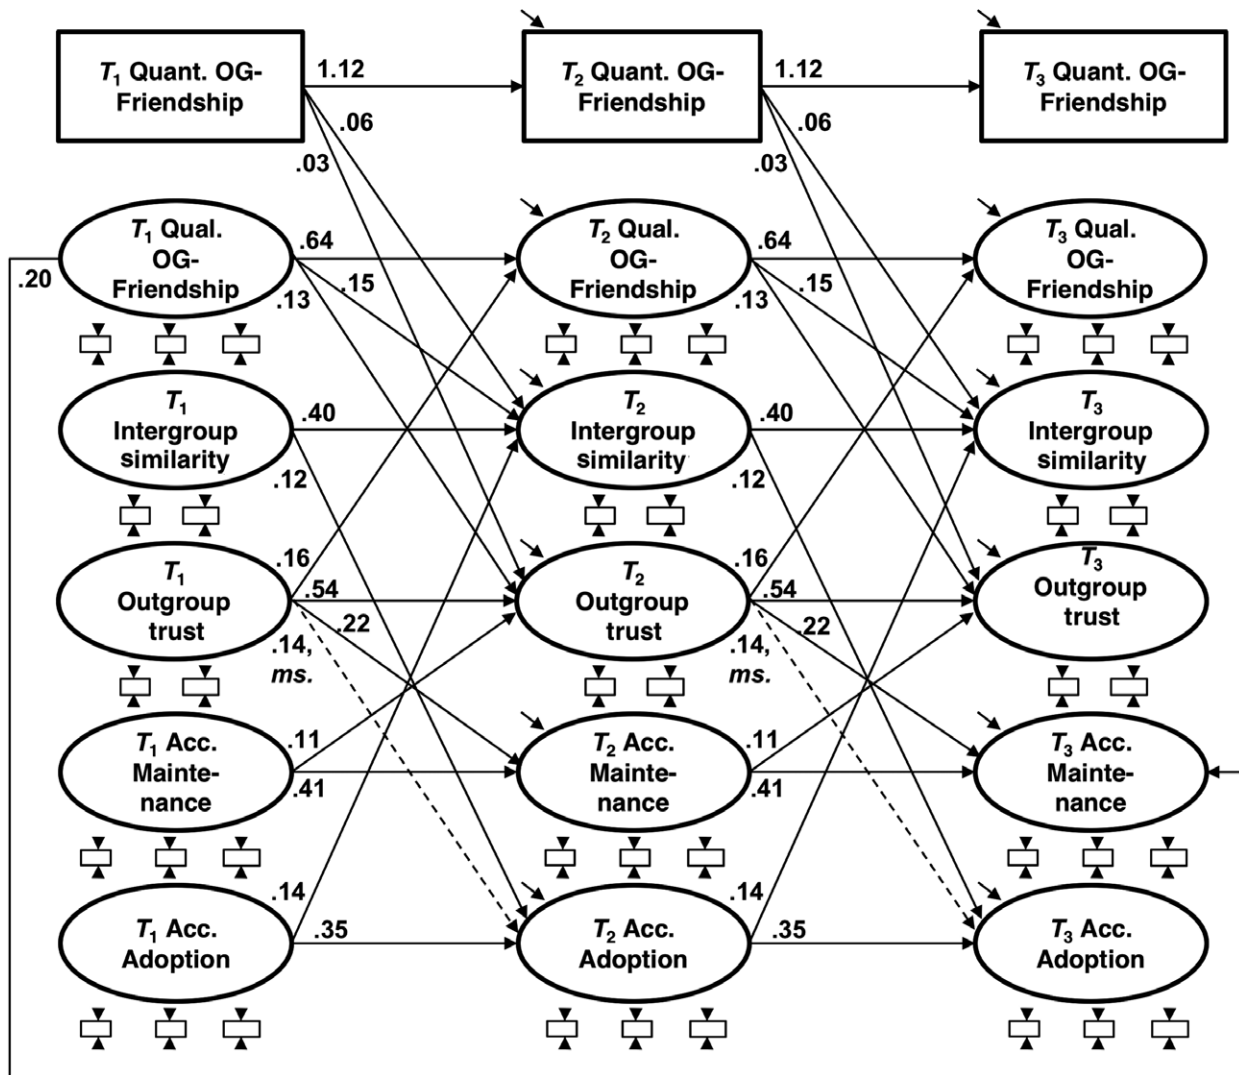 T1 Quant. OG-
Friendship
1.12
T2 Quant. OG-
Friendship
1.12
T3 Quant. OG-
Friendship
.06
.03
.06
.03
T1 Qual.
OG-
Friendship
.20
.64
.15
.13
T2 Qual.
OG-
Friendship
.64
.15
.13
T3 Qual.
OG-
Friendship
T1
Intergroup
similarity
.40
.12
T2
Intergroup
similarity
.40
.12
T3
Intergroup
similarity
T1
Outgroup
trust
.16
.54
.22
.14,
ms.
T2
Outgroup
trust
.16
.54
.22
.14,
ms.
T3
Outgroup
trust
T1 Acc.
Mainte-
nance
.11
.41
T2 Acc.
Mainte-
nance
.11
.41
T3 Acc.
Mainte-
nance
T1 Acc.
Adoption
.14
.35
T2 Acc.
Adoption
.14
.35
T3 Acc.
Adoption